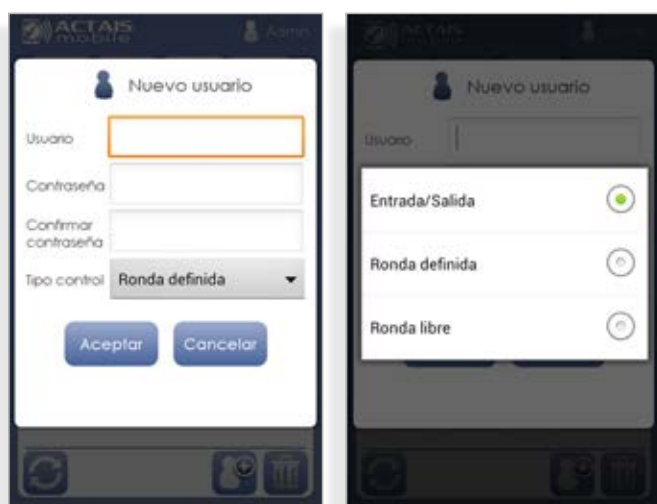 ACTAIS
mobile
Admin
Nuevo usuario
Usuario
Contraseña
Confirmar
contraseña
Tipo control
Ronda definida
Aceptar
Cancelar
ACTAIS
Nuevo usuario
Usuario
Entrada/Salida
Ronda definida
Ronda libre